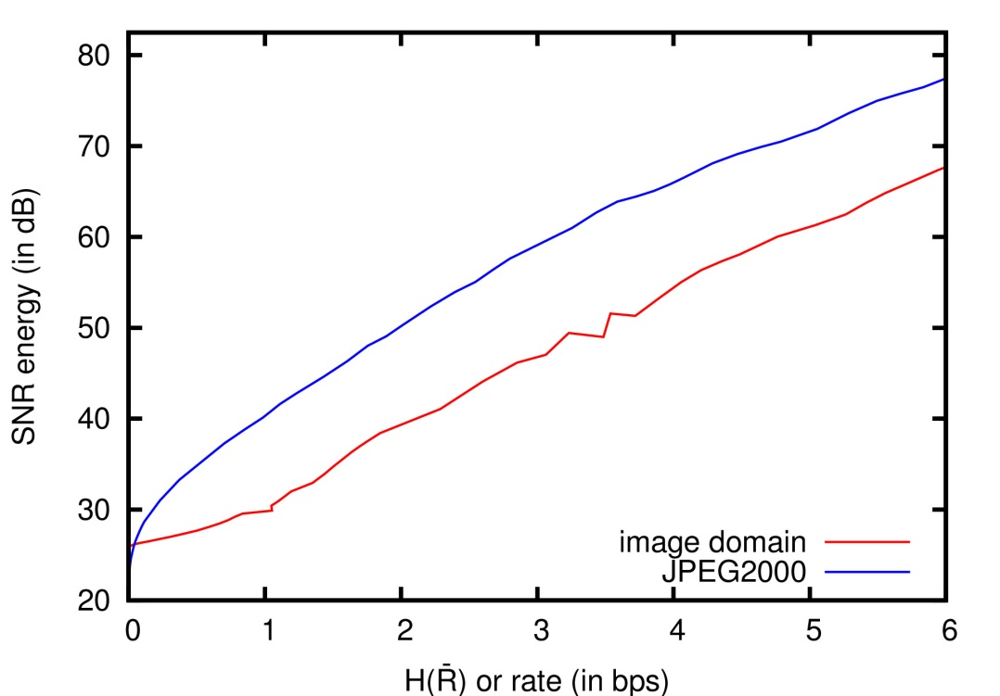 80
70
60
50
40
30
20
SNR energy (in dB)
image domain
JPEG2000
0 1 2 3 4 5 6
H(R̄) or rate (in bps)